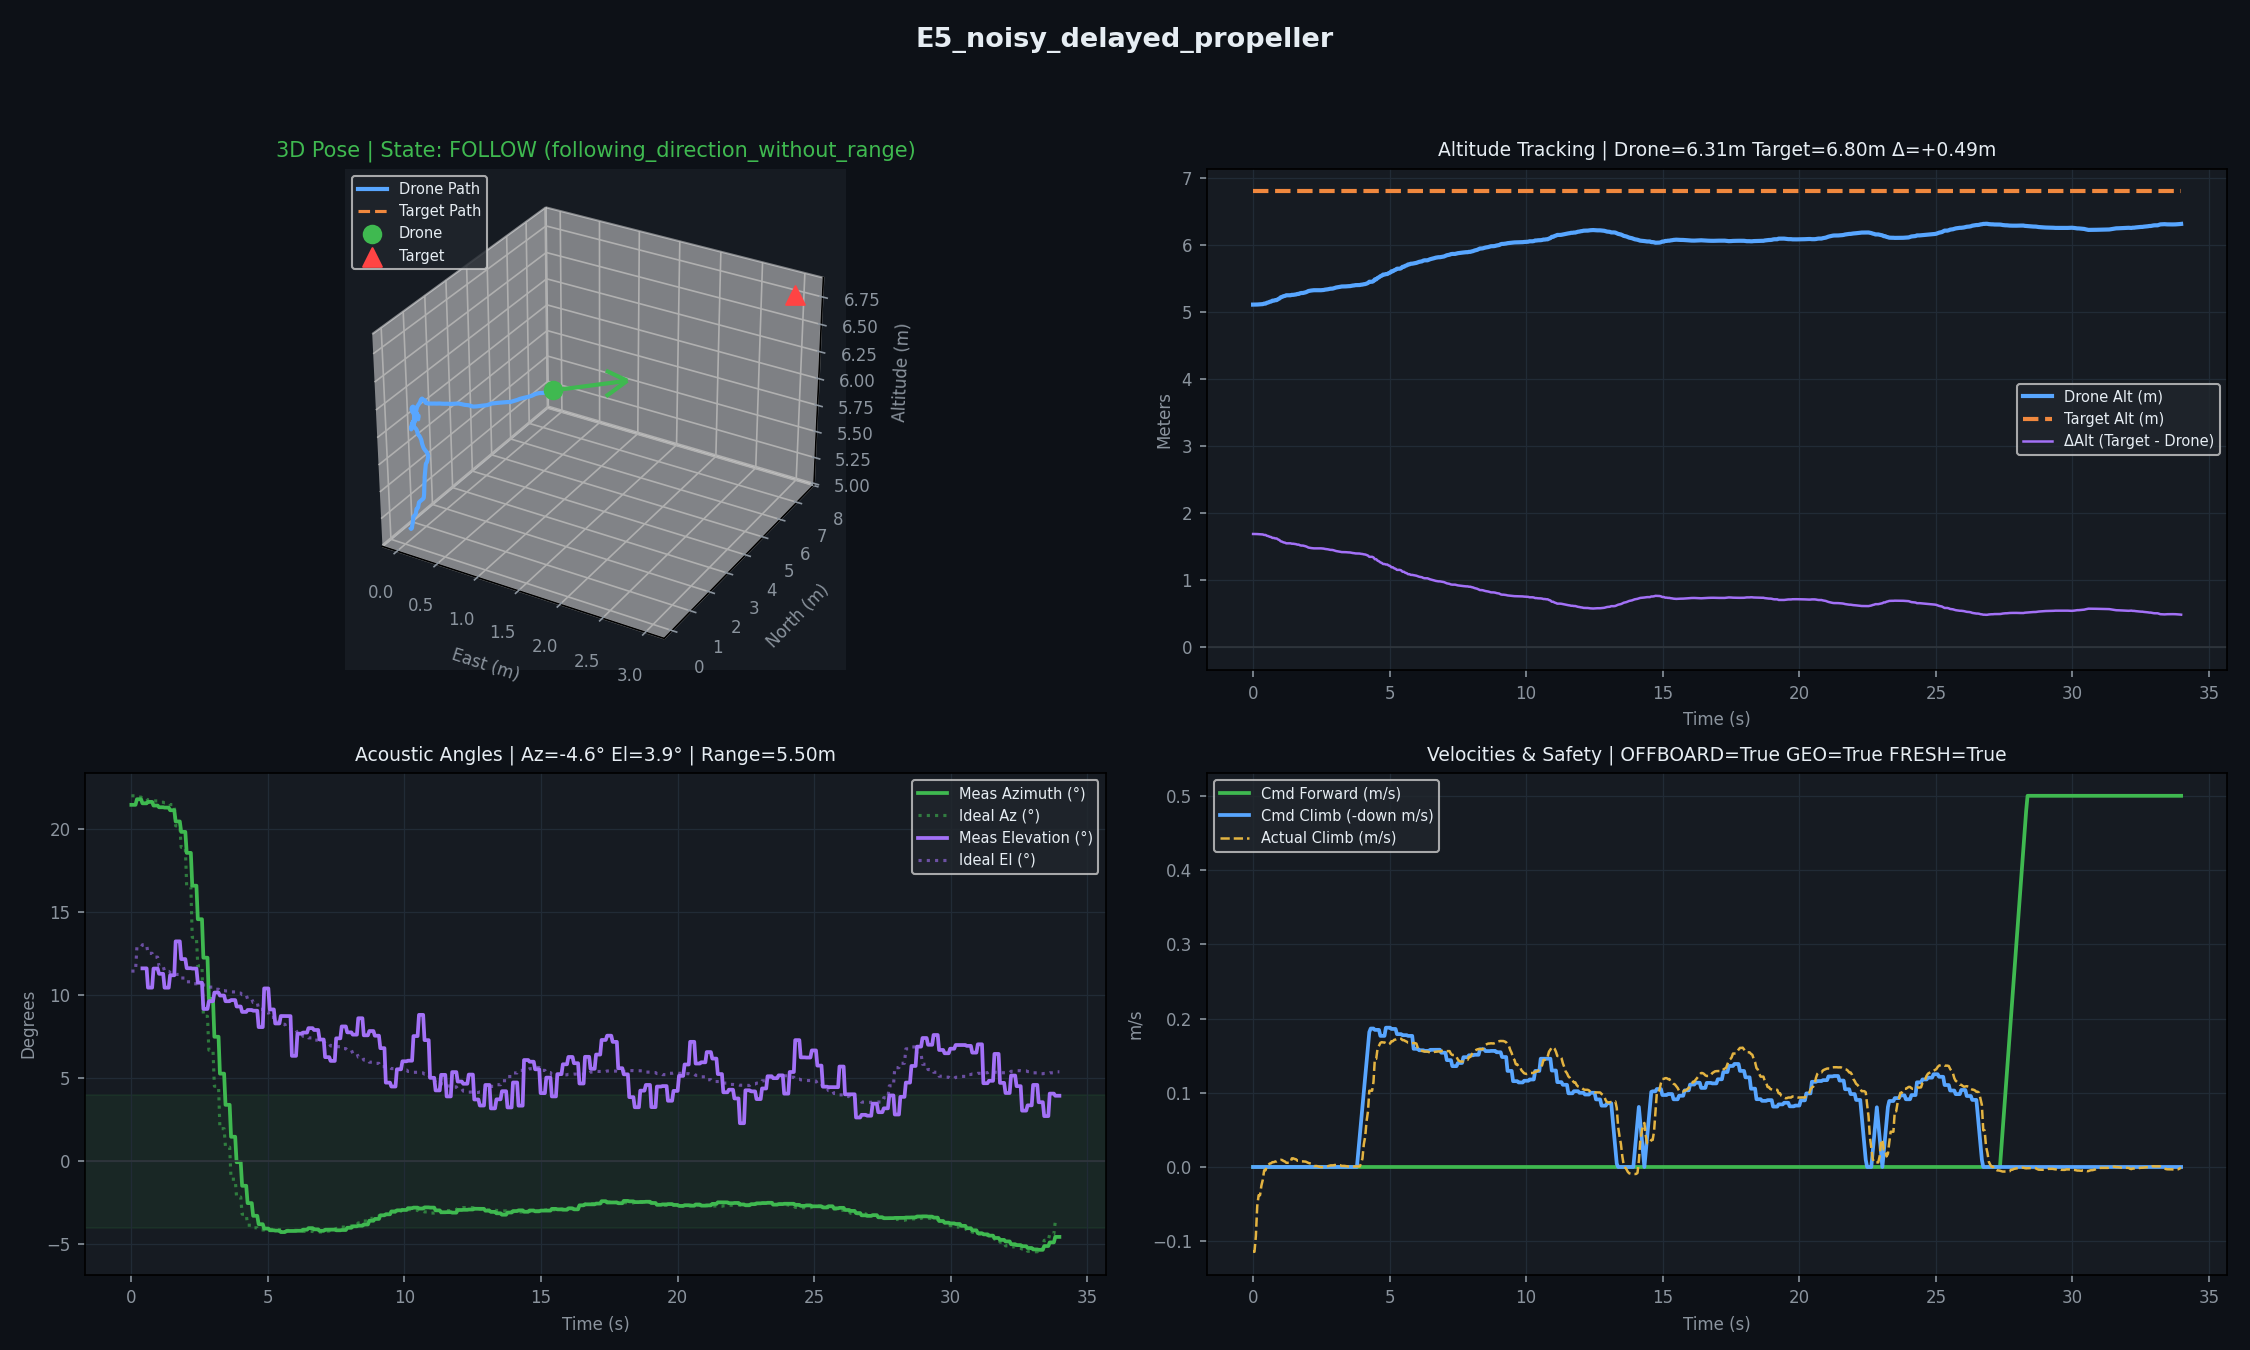 E5_noisy_delayed_propeller
3D Pose | State: FOLLOW (following_direction_without_range)
Drone Path
Target Path
Drone
Target
6.75
6.50
6.25
6.00
5.75
5.50
5.25
5.00
Altitude (m)
0.0
0.5
1.0
1.5
2.0
2.5
3.0
East (m)
0
1
2
3
4
5
6
7
8
North (m)
Altitude Tracking | Drone=6.31m Target=6.80m Δ=+0.49m
7
6
5
4
3
2
1
0
Meters
Drone Alt (m)
Target Alt (m)
ΔAlt (Target - Drone)
0 5 10 15 20 25 30 35
Time (s)
Acoustic Angles | Az=-4.6° El=3.9° | Range=5.50m
20
15
10
5
0
−5
Degrees
Meas Azimuth (°)
Ideal Az (°)
Meas Elevation (°)
Ideal El (°)
0 5 10 15 20 25 30 35
Time (s)
Velocities & Safety | OFFBOARD=True GEO=True FRESH=True
0.5
0.4
0.3
0.2
0.1
0.0
−0.1
m/s
Cmd Forward (m/s)
Cmd Climb (-down m/s)
Actual Climb (m/s)
0 5 10 15 20 25 30 35
Time (s)